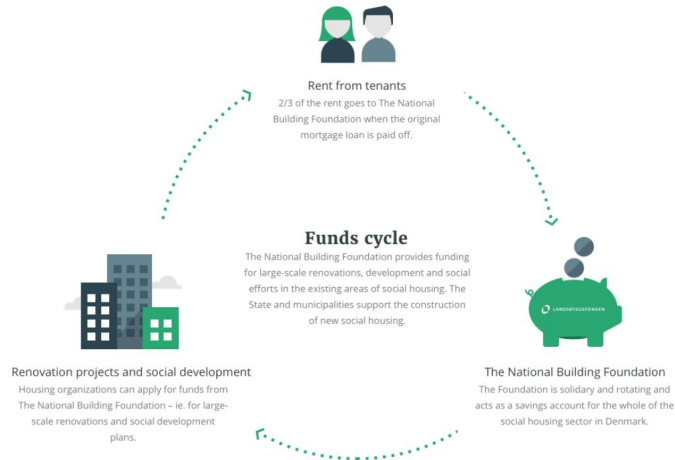 Rent from tenants
2/3 of the rent goes to The National
Building Foundation when the original
mortgage loan is paid off.
Funds cycle
The National Building Foundation provides funding
for large-scale renovations, development and social
efforts in the existing areas of social housing. The
State and municipalities support the construction
of new social housing.
LANDSBYGGEFONDEN
Renovation projects and social development
Housing organizations can apply for funds from
The National Building Foundation – ie. for large-
scale renovations and social development
plans.
The National Building Foundation
The Foundation is solidary and rotating and
acts as a savings account for the whole of the
social housing sector in Denmark.